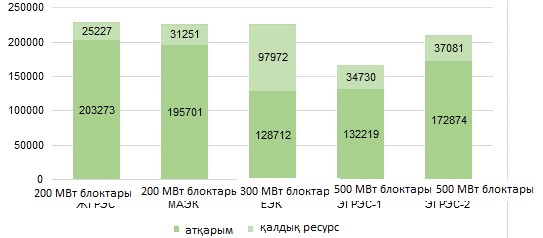 250000
200000
150000
100000
50000
0
25227
31251
97972
34730
37081
203273
195701
128712
132219
172874
200 МВт блоктары
200 МВт блоктары
300 МВт блоктар
500 МВт блоктары
500 МВт блоктары
ЖГРЭС
МАЭК
ЕЭК
ЭГРЭС-1
ЭГРЭС-2
атқарым
қалдық ресурс